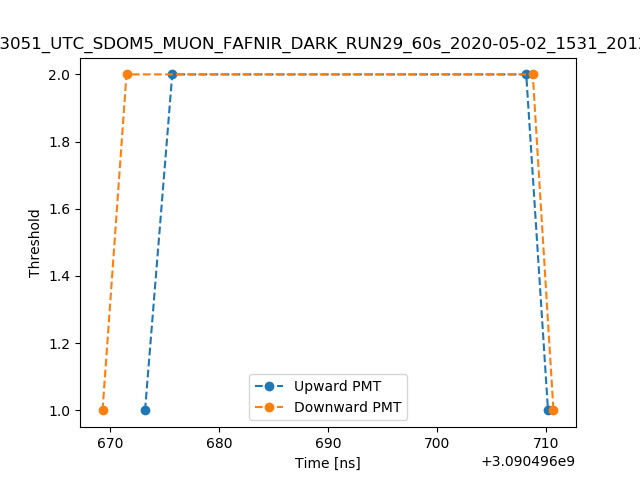 3051_UTC_SDOM5_MUON_FAFNIR_DARK_RUN29_60s_2020-05-02_1531_2012
2.0
1.8
1.6
1.4
1.2
1.0
Threshold
Upward PMT
Downward PMT
670
680
690
700
710
Time [ns]
+3.090496e9